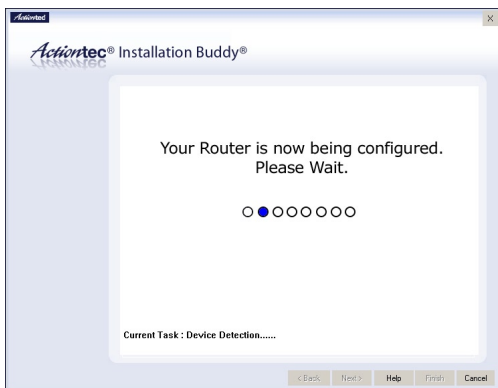 Actiontec
X
Actiontec® Installation Buddy®
Your Router is now being configured.
Please Wait.
Current Task : Device Detection......
< Back Next > Help Finish Cancel